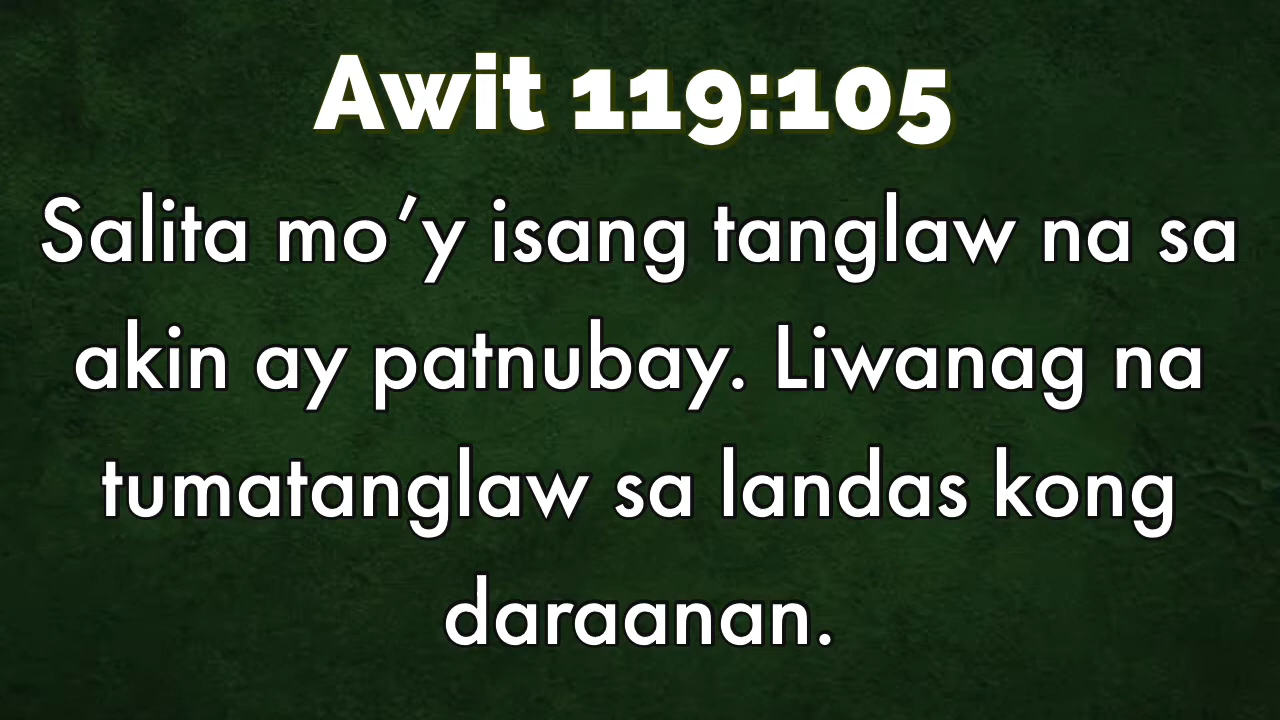 Awit 119:105
Salita mo’y isang tanglaw na sa
akin ay patnubay. Liwanag na
tumatanglaw sa landas kong
daraanan.